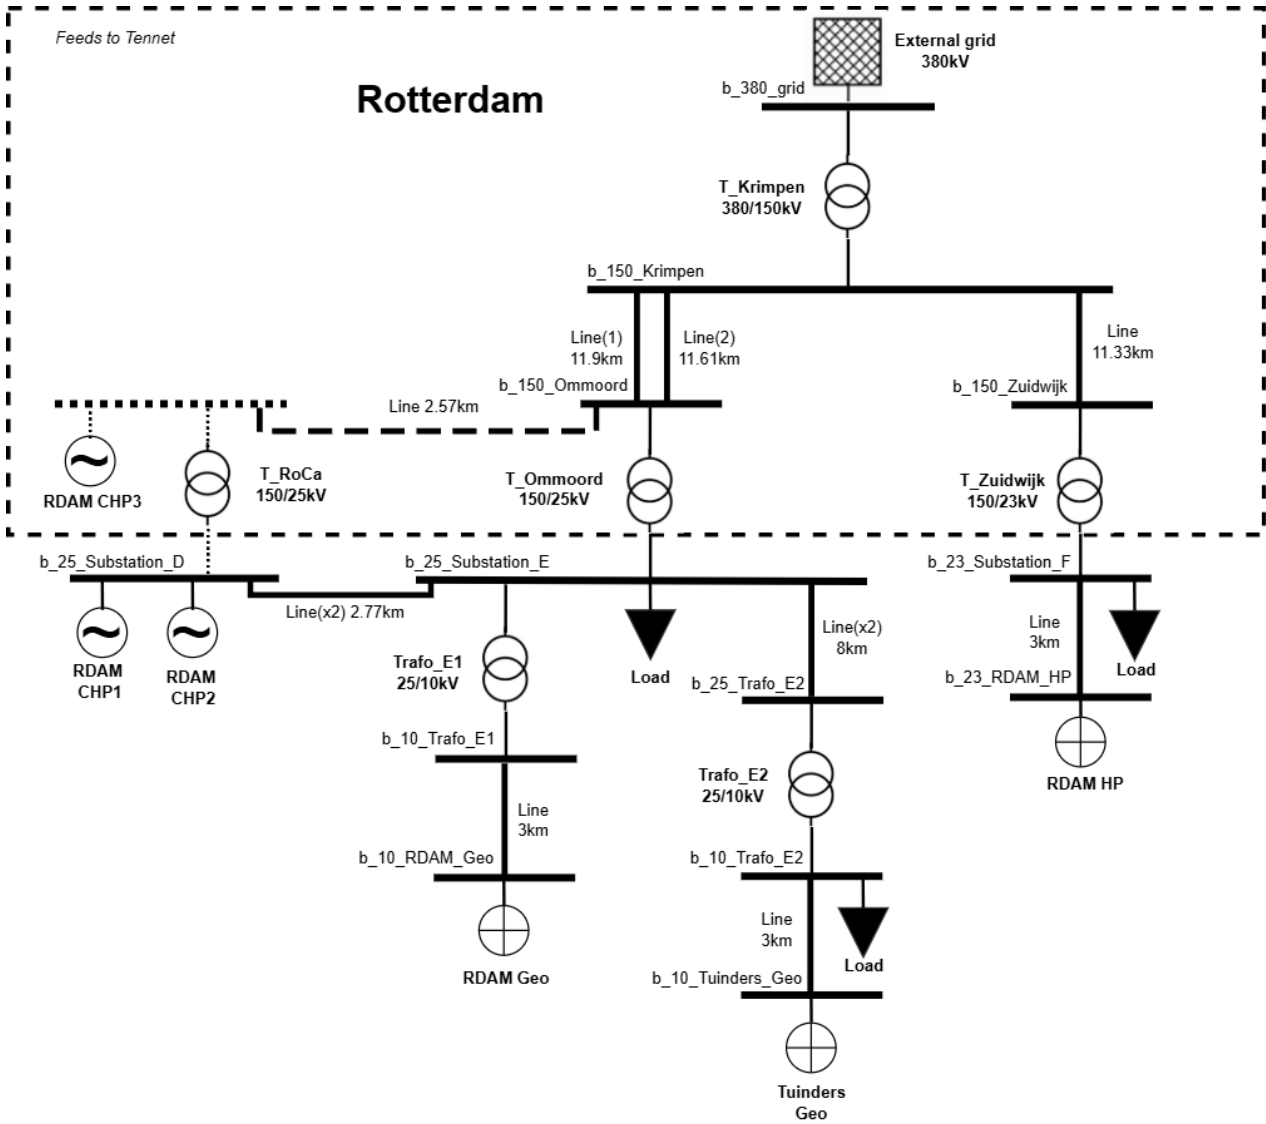 Feeds to Tennet
Rotterdam
External grid
380kV
b_380_grid
T_Krimpen
380/150kV
b_150_Krimpen
Line(1)
11.9km
Line(2)
11.61km
Line
11.33km
b_150_Ommoord
b_150_Zuidwijk
Line 2.57km
RDAM CHP3
T_RoCa
150/25kV
T_Ommoord
150/25kV
T_Zuidwijk
150/23kV
b_25_Substation_D
b_25_Substation_E
b_23_Substation_F
Line(x2) 2.77km
RDAM
CHP1
RDAM
CHP2
Trafo_E1
25/10kV
Load
Line(x2)
8km
Line
3km
Load
b_25_Trafo_E2
b_23_RDAM_HP
b_10_Trafo_E1
Trafo_E2
25/10kV
RDAM HP
Line
3km
b_10_RDAM_Geo
b_10_Trafo_E2
RDAM Geo
Line
3km
Load
b_10_Tuinders_Geo
Tuinders
Geo